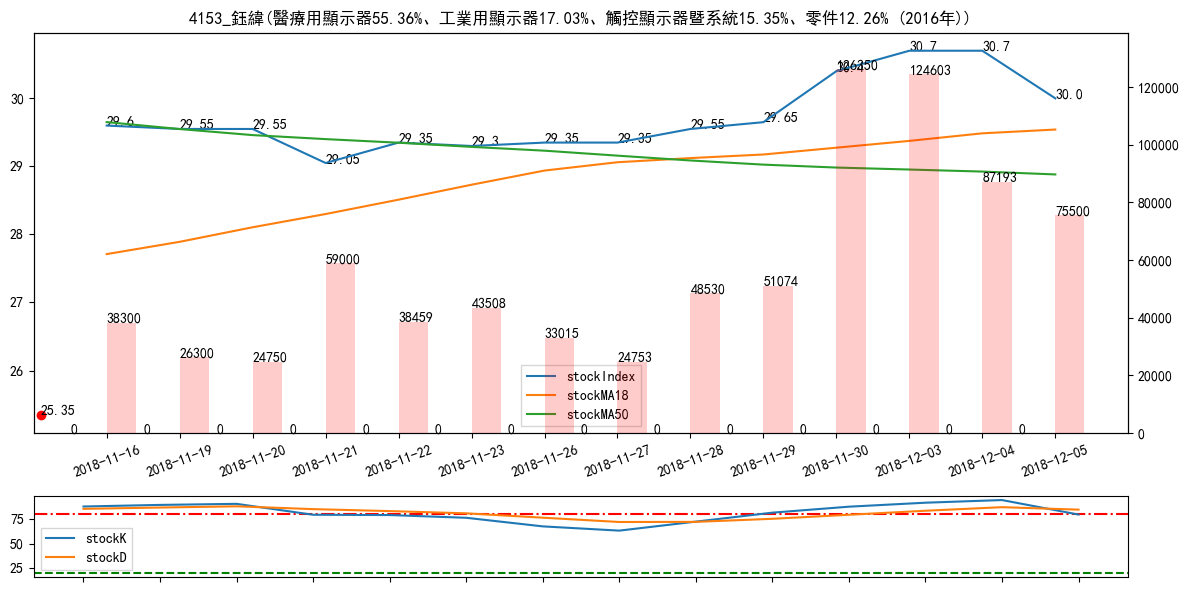 4153_鈺緯(醫療用顯示器55.36%、工業用顯示器17.03%、觸控顯示器暨系統15.35%、零件12.26% (2016年))
30.7 30.7
126350 30.4 124603
30 30.0 120000
29.6 29.55 29.55 29.05 29.35 29.3 29.35 29.35 29.55 29.65
100000
29 87193
80000
28 75500
59000 60000
27 38300 38459 43508 33015 48530 51074
40000
26300 24750 24753
26 stockIndex
20000
stockMA18
25.35 stockMA50
0 0 0 0 0 0 0 0 0 0 0 0 0 0 0
2018-11-16 2018-11-19 2018-11-20 2018-11-21 2018-11-22 2018-11-23 2018-11-26 2018-11-27 2018-11-28 2018-11-29 2018-11-30 2018-12-03 2018-12-04 2018-12-05
75
50 stockK
25 stockD